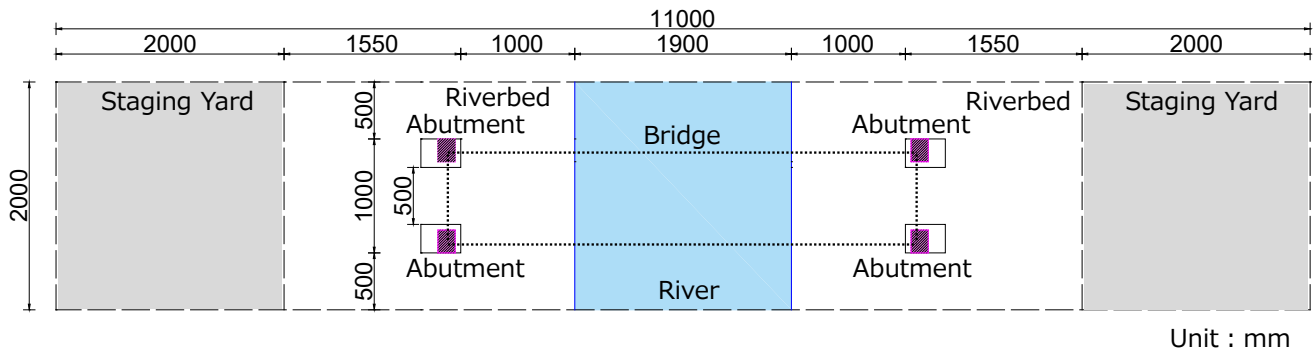 11000
2000 1550 1000 1900 1000 1550 2000
Staging Yard
Riverbed
Riverbed
Staging Yard
500
Abutment
Bridge
Abutment
2000
1000
500
Abutment
Abutment
500
River
Unit : mm